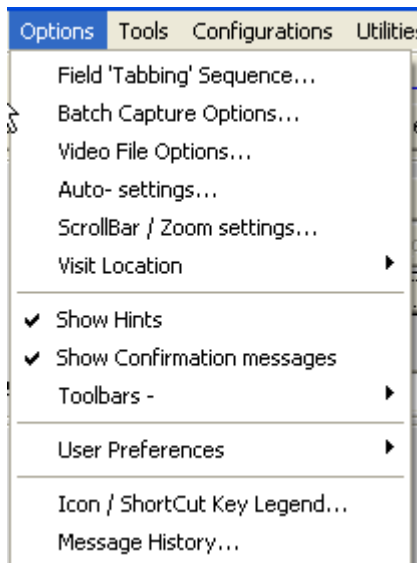 Options Tools Configurations Utilitie
Field 'Tabbing' Sequence...
Batch Capture Options...
Video File Options...
Auto- settings...
ScrollBar / Zoom settings...
Visit Location
Show Hints
Show Confirmation messages
Toolbars -
User Preferences
Icon / ShortCut Key Legend...
Message History...